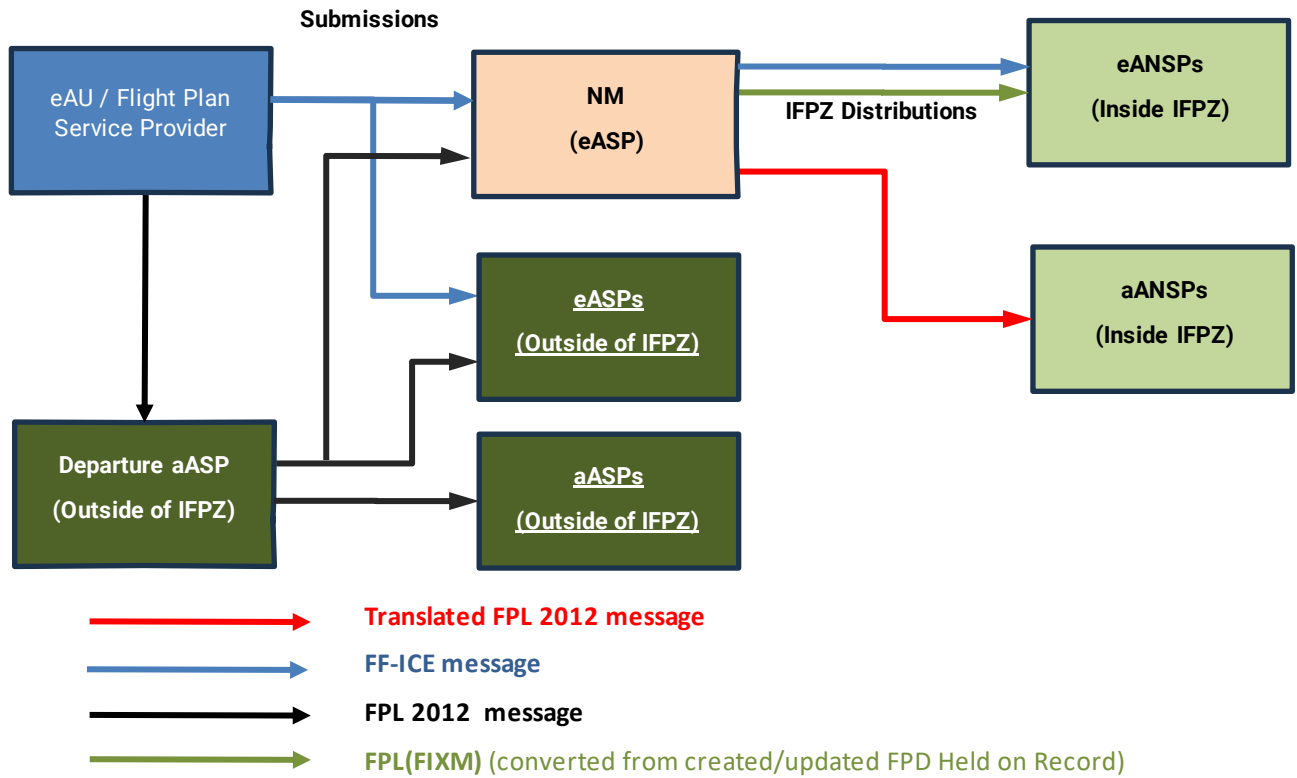 Submissions
eAU / Flight Plan
Service Provider
NM
(eASP)
IFPZ Distributions
eANSPs
(Inside IFPZ)
eASPs
(Outside of IFPZ)
aANSPs
(Inside IFPZ)
Departure aASP
(Outside of IFPZ)
aASPs
(Outside of IFPZ)
Translated FPL 2012 message
FF-ICE message
FPL 2012 message
FPL(FIXM) (converted from created/updated FPD Held on Record)